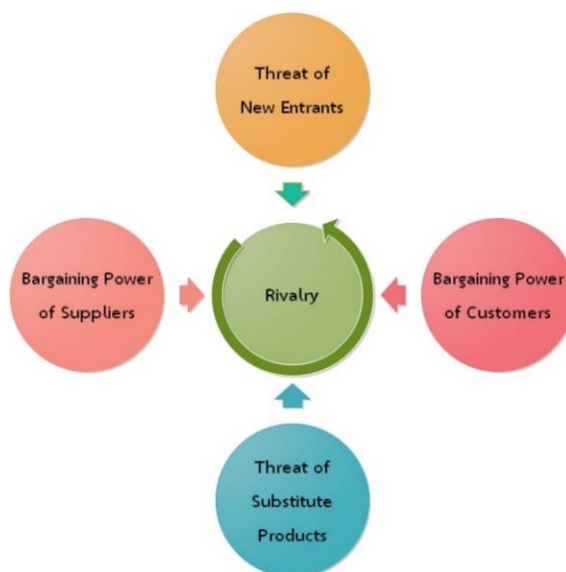 Threat of
New Entrants
Bargaining Power
of Suppliers
Rivalry
Bargaining Power
of Customers
Threat of
Substitute
Products